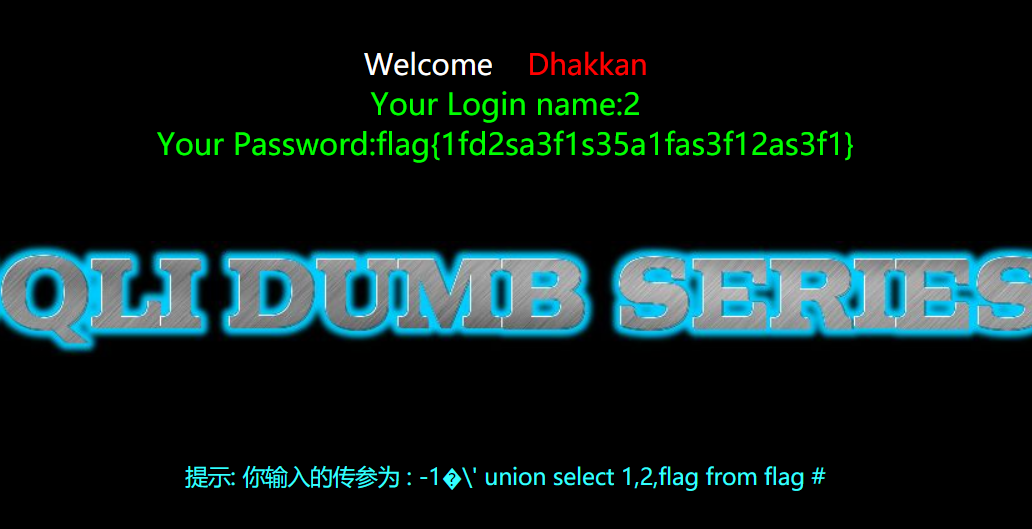 Welcome Dhakkan
Your Login name:2
Your Password:flag{1fd2sa3f1s35a1fas3f12as3f1}
QLI DUMB SERIES
提示: 你输入的传参为 : -1�\' union select 1,2,flag from flag #